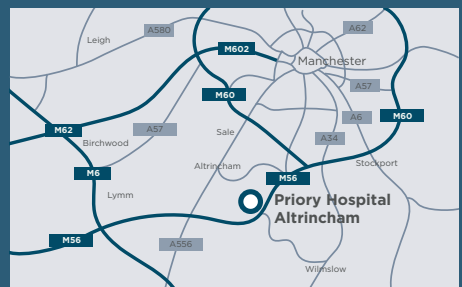 A580
A62
Leigh
M602
Manchester
A57
M60
M60
A6
M62
A57
Sale
A34
Birchwood
Altrincham
Stockport
M6
M56
Lymm
Priory Hospital
Altrincham
M56
A556
Wilmslow